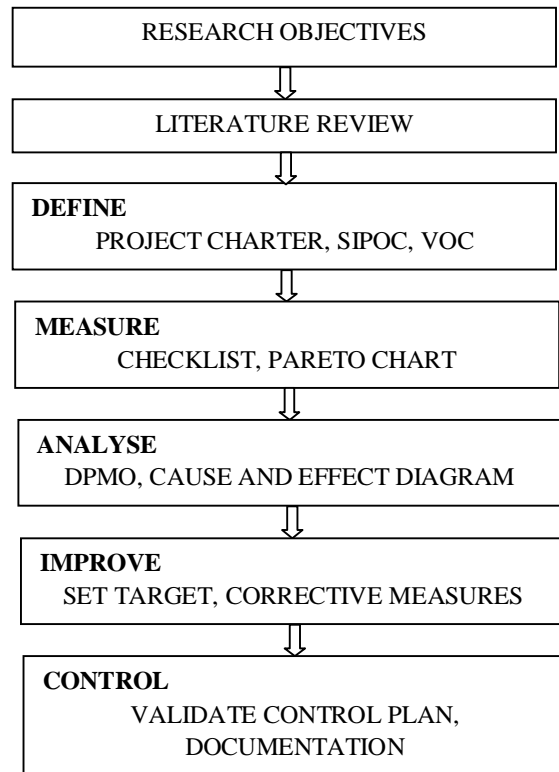 RESEARCH OBJECTIVES
LITERATURE REVIEW
DEFINE
PROJECT CHARTER, SIPOC, VOC
MEASURE
CHECKLIST, PARETO CHART
ANALYSE
DPMO, CAUSE AND EFFECT DIAGRAM
IMPROVE
SET TARGET, CORRECTIVE MEASURES
CONTROL
VALIDATE CONTROL PLAN,
DOCUMENTATION